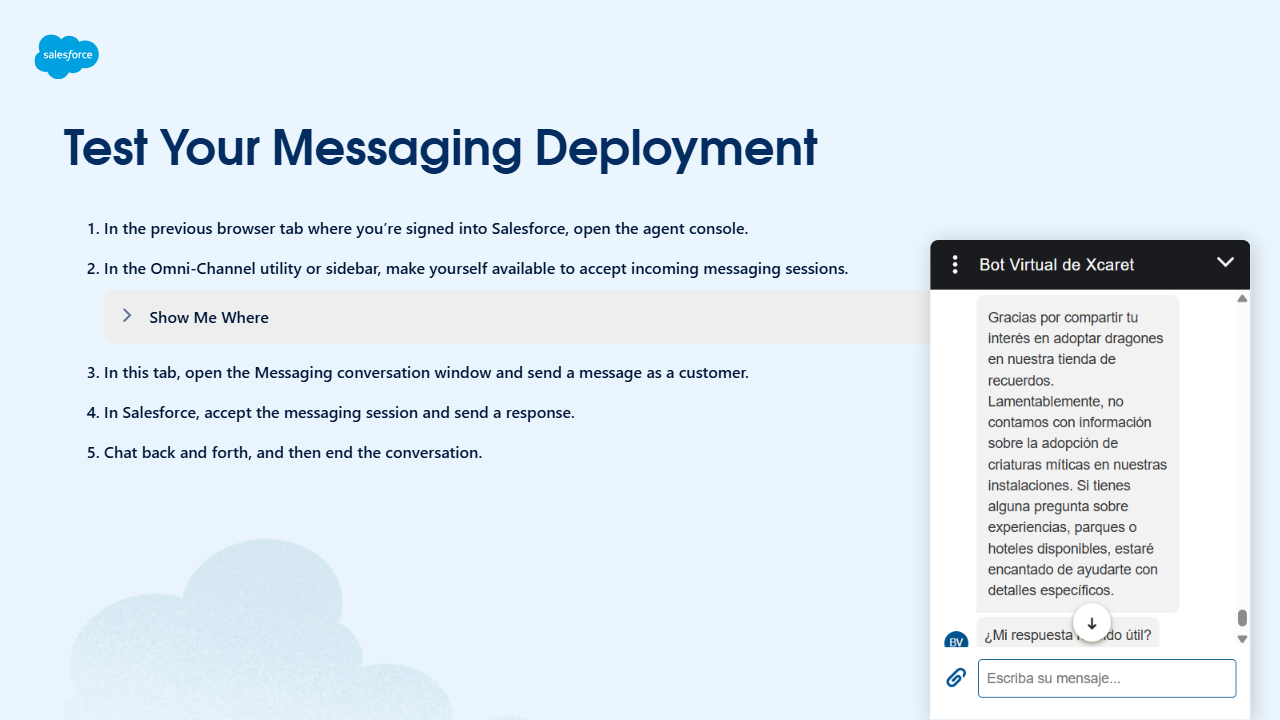 salesforce
Test Your Messaging Deployment
1. In the previous browser tab where you’re signed into Salesforce, open the agent console.
2. In the Omni-Channel utility or sidebar, make yourself available to accept incoming messaging sessions.
Show Me Where
3. In this tab, open the Messaging conversation window and send a message as a customer.
4. In Salesforce, accept the messaging session and send a response.
5. Chat back and forth, and then end the conversation.
Bot Virtual de Xcaret
Gracias por compartir tu
interés en adoptar dragones
en nuestra tienda de
recuerdos.
Lamentablemente, no
contamos con información
sobre la adopción de
criaturas míticas en nuestras
instalaciones. Si tienes
alguna pregunta sobre
experiencias, parques o
hoteles disponibles, estaré
encantado de ayudarte con
detalles específicos.
BV
¿Mi respuesta útil?
Escriba su mensaje...